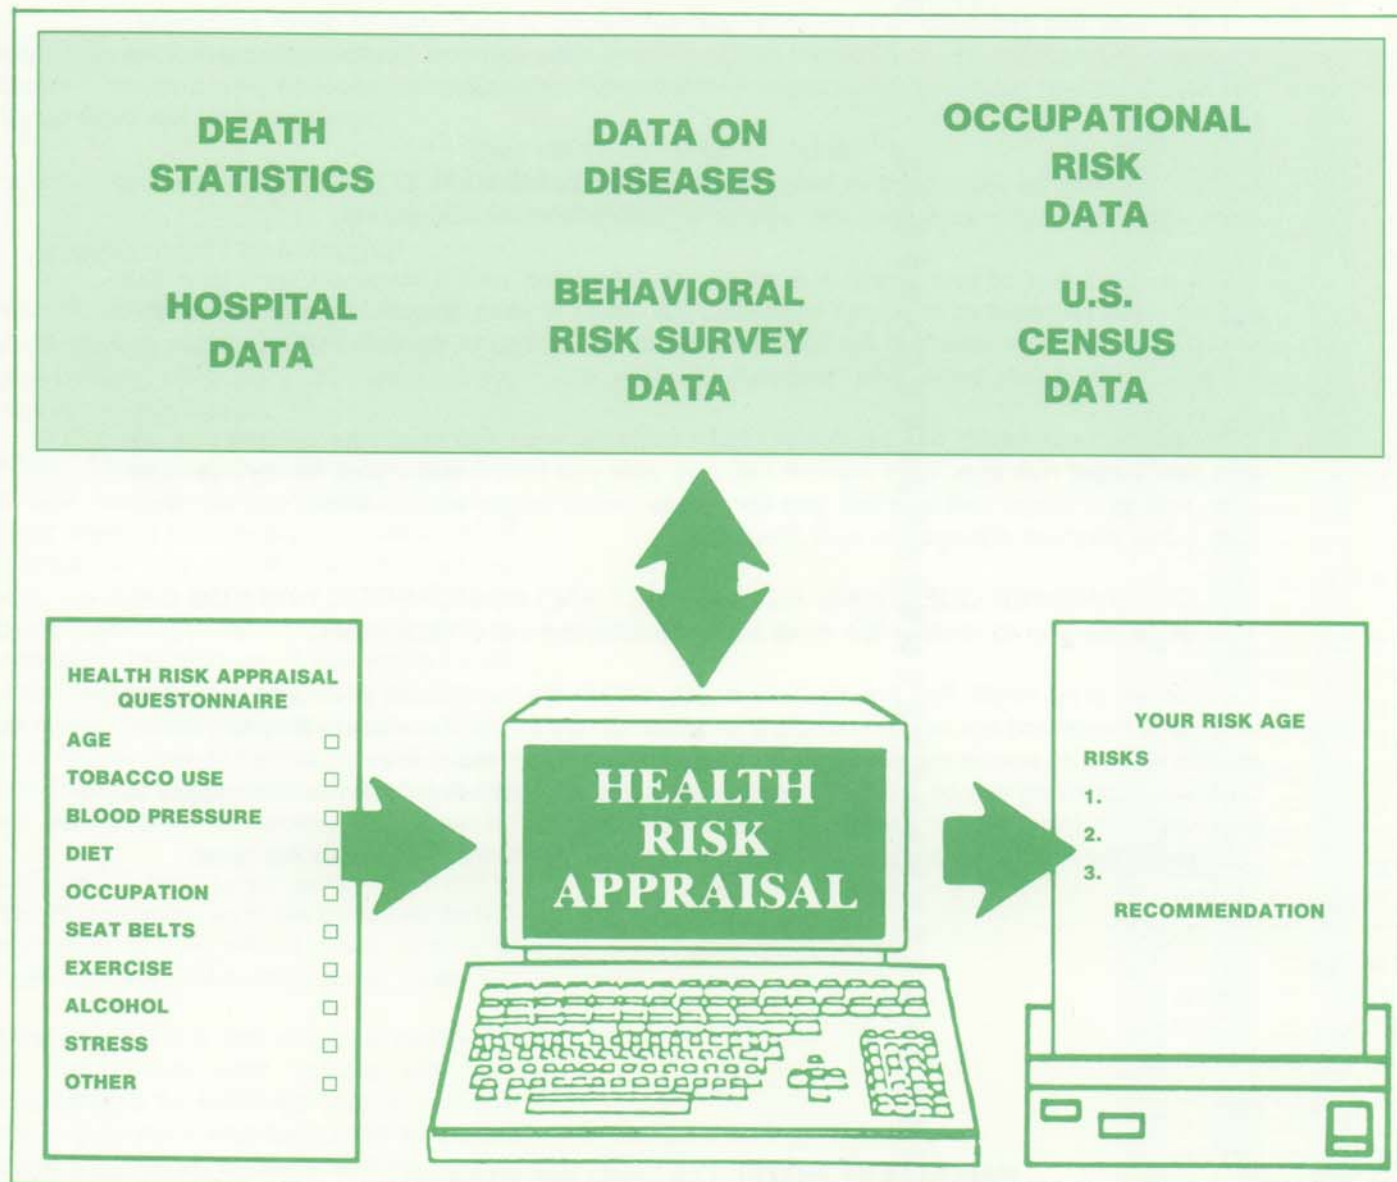 DEATH
STATISTICS
DATA ON
DISEASES
OCCUPATIONAL
RISK
DATA
HOSPITAL
DATA
BEHAVIORAL
RISK SURVEY
DATA
U.S.
CENSUS
DATA
HEALTH RISK APPRAISAL
QUESTONNAIRE
AGE
TOBACCO USE
BLOOD PRESSURE
DIET
OCCUPATION
SEAT BELTS
EXERCISE
ALCOHOL
STRESS
OTHER
HEALTH
RISK
APPRAISAL
YOUR RISK AGE
RISKS
1.
2.
3.
RECOMMENDATION